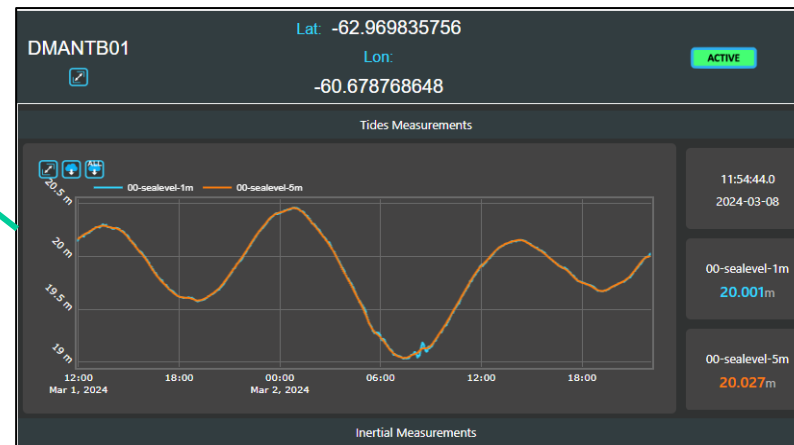 DMANTB01
Lat: -62.969835756
Lon:
-60.678768648
ACTIVE
Tides Measurements
ALL
00-sealevel-1m
00-sealevel-5m
20.5 m
20 m
19.5 m
19 m
12:00
Mar 1, 2024
18:00
00:00
Mar 2, 2024
06:00
12:00
18:00
11:54:44.0
2024-03-08
00-sealevel-1m
20.001m
00-sealevel-5m
20.027m
Inertial Measurements